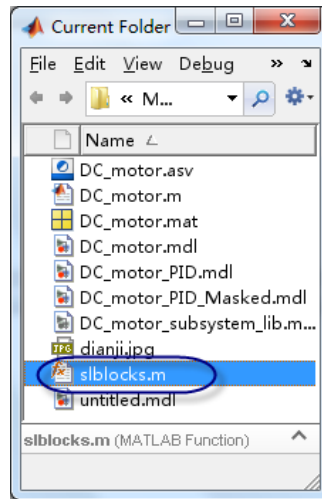 Current Folder
File Edit View Debug »
« M...
Name
DC_motor.asv
DC_motor.m
DC_motor.mat
DC_motor.mdl
DC_motor_PID.mdl
DC_motor_PID_Masked.mdl
DC_motor_subsystem_lib.m...
JPG dianji.jpg
slblocks.m
untitled.mdl
slblocks.m (MATLAB Function)